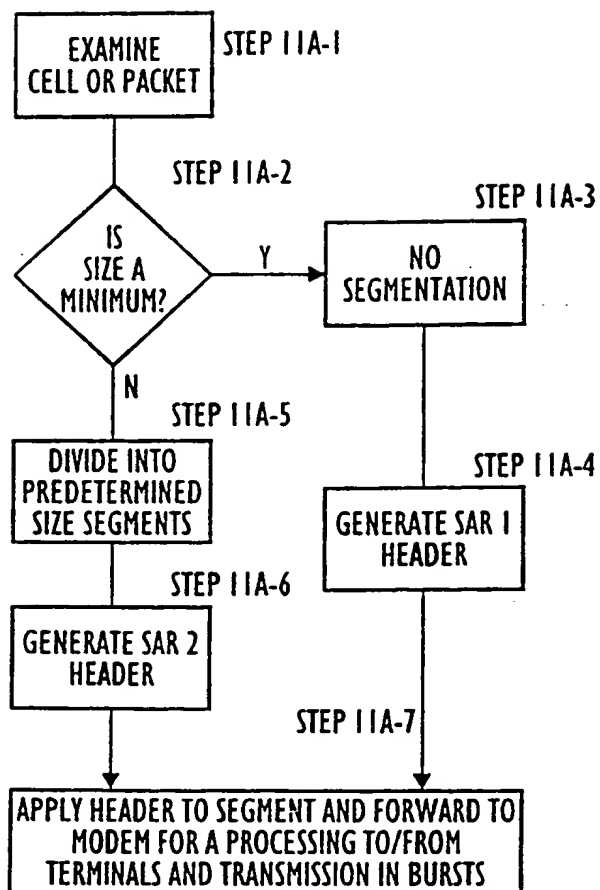 EXAMINE
CELL OR PACKET
STEP 11A-1
STEP 11A-2
IS
SIZE A
MINIMUM?
Y
STEP 11A-3
NO
SEGMENTATION
N
STEP 11A-5
DIVIDE INTO
PREDETERMINED
SIZE SEGMENTS
STEP 11A-4
GENERATE SAR 1
HEADER
STEP 11A-6
GENERATE SAR 2
HEADER
STEP 11A-7
APPLY HEADER TO SEGMENT AND FORWARD TO
MODEM FOR A PROCESSING TO/FROM
TERMINALS AND TRANSMISSION IN BURSTS